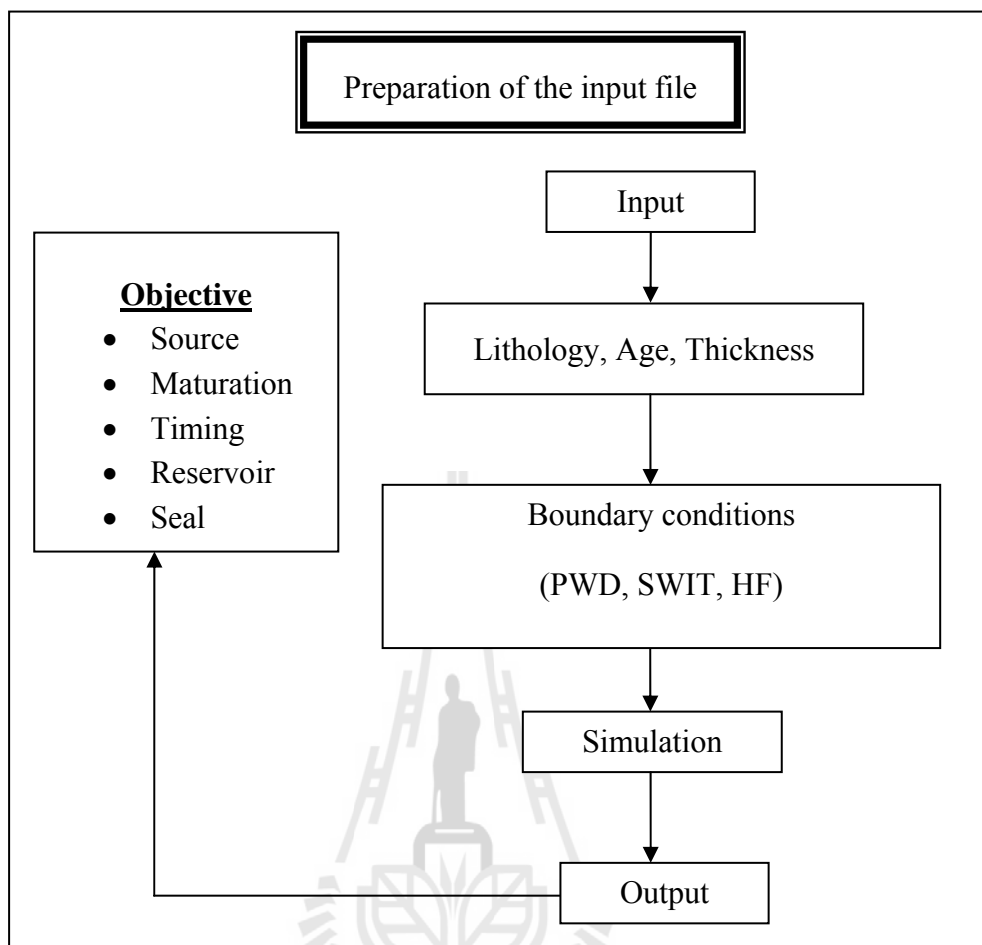 Preparation of the input file
Input
Lithology, Age, Thickness
Boundary conditions
(PWD, SWIT, HF)
Simulation
Output
Objective
• Source
• Maturation
• Timing
• Reservoir
• Seal